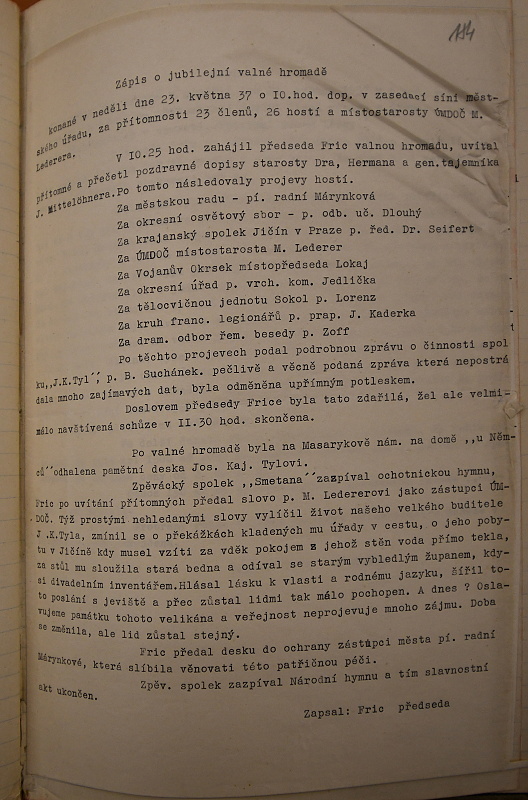 114
Zápis o jubilejní valné hromadě
konané v neděli dne 23. května 37 o I0.hod. dop. v zasedací síni měst-
ského úřadu, za přítomnosti 23 členů, 26 hostí a místostarosty ÚMDOČ M.
Lederera.
V I0.25 hod. zahájil předseda Fric valnou hromadu, uvítal
přítomné a přečetl pozdravné dopisy starosty Dra, Hermana a gen.tajemníka
J. Mittelöhnera.Po tomto následovaly projevy hostí.
Za městskou radu - pí. radní Márynková
Za okresní osvětový sbor - p. odb. uč. Dlouhý
Za krajanský spolek Jičín v Praze p. řed. Dr. Seifert
Za ÚMDOČ místostarosta M. Lederer
Za Vojanův Okrsek místopředseda Lokaj
Za okresní úřad p. vrch. kom. Jedlička
Za tělocvičnou jednotu Sokol p. Lorenz
Za kruh franc. legionářů p. prap. J. Kaderka
Za dram. odbor řem. besedy p. Zoff
Po těchto projevech podal podrobnou zprávu o činnosti spol
ku,,J.K.Tyl´´, p. B. Suchánek. pečlivě a věcně podaná zpráva která nepostrá
dala mnoho zajímavých dat, byla odměněna upřímným potleskem.
Doslovem předsedy Frice byla tato zdařilá, žel ale velmi-
málo navštívená schůze v II.30 hod. skončena.
Po valné hromadě byla na Masarykově nám. na domě ,,u Něm-
ců´´odhalena pamětní deska Jos. Kaj. Tylovi.
Zpěvácký spolek ,,Smetana´´zazpíval ochotnickou hymnu,
Fric po uvítání přítomných předal slovo p. M. Ledererovi jako zástupci ÚM-
DOČ. Týž prostými nehledanými slovy vylíčil život našeho velkého buditele
J .K.Tyla, zmínil se o překážkách kladených mu úřady v cestu, o jeho poby-
tu v Jičíně kdy musel vzíti za vděk pokojem z jehož stěn voda přímo tekla,
za stůl mu sloužila stará bedna a odíval se starým vybledlým županem, kdy-
si divadelním inventářem.Hlásal lásku k vlasti a rodnému jazyku, šířil to-
to poslání s jeviště a přec zůstal lidmi tak málo pochopen. A dnes ? Osla-
vujeme památku tohoto velikána a veřejnost neprojevuje mnoho zájmu. Doba
se změnila, ale lid zůstal stejný.
Fric předal desku do ochrany zástupci města pí. radní
Márynkové, která slíbila věnovati této patřičnou páči.
Zpěv. spolek zazpíval Národní hymnu a tím slavnostní
akt ukončen.
Zapsal: Fric předseda